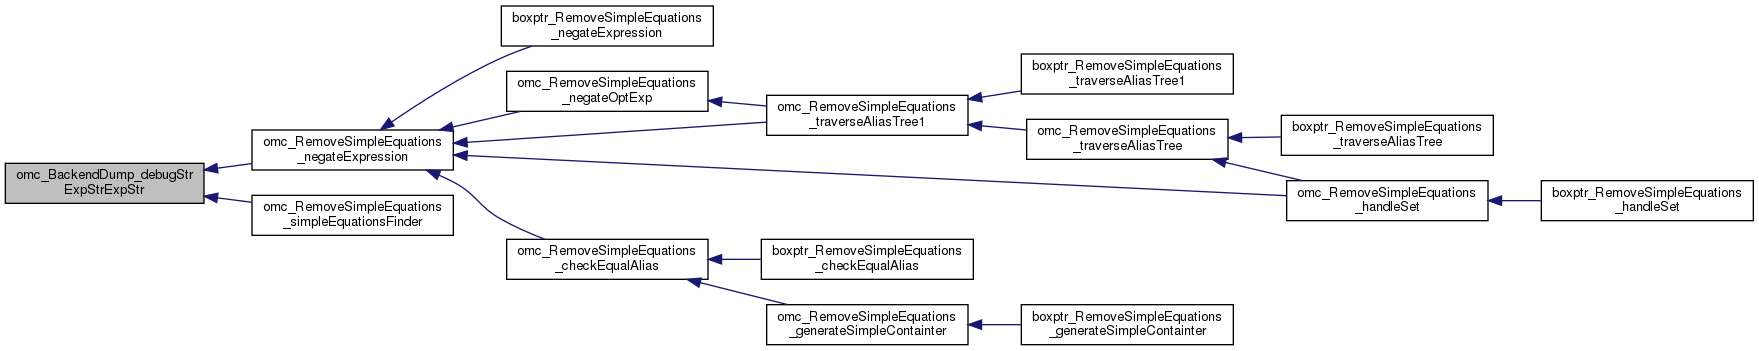 boxptr_RemoveSimpleEquations
_negateExpression
boxptr_RemoveSimpleEquations
_traverseAliasTree1
omc_RemoveSimpleEquations
_negateOptExp
omc_RemoveSimpleEquations
_traverseAliasTree1
boxptr_RemoveSimpleEquations
_traverseAliasTree
omc_RemoveSimpleEquations
_traverseAliasTree
omc_RemoveSimpleEquations
_negateExpression
omc_BackendDump_debugStr
ExpStrExpStr
omc_RemoveSimpleEquations
_handleSet
boxptr_RemoveSimpleEquations
_handleSet
omc_RemoveSimpleEquations
_simpleEquationsFinder
omc_RemoveSimpleEquations
_checkEqualAlias
boxptr_RemoveSimpleEquations
_checkEqualAlias
omc_RemoveSimpleEquations
_generateSimpleContainter
boxptr_RemoveSimpleEquations
_generateSimpleContainter